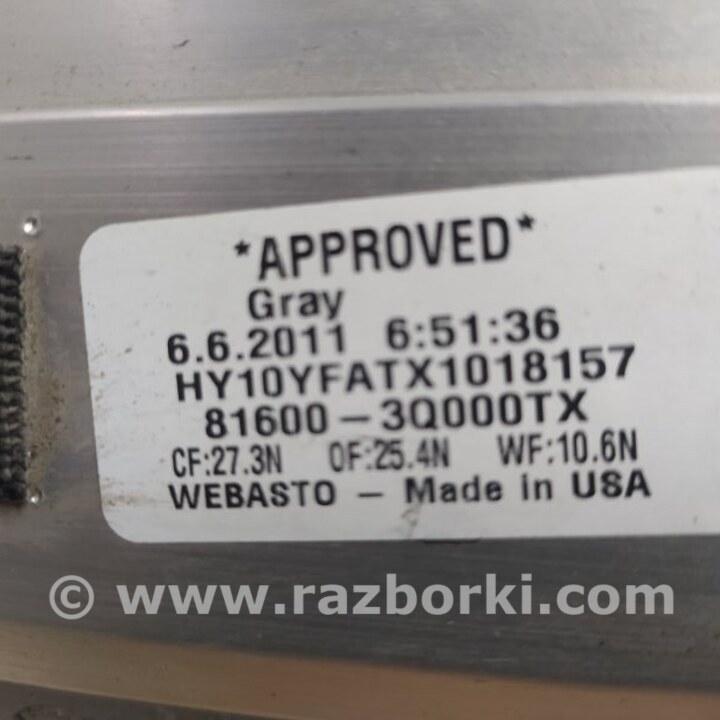 *APPROVED*
Gray
6.6.2011 6:51:36
HY10YFATX1018157
81600-3Q000TX
CF:27.3N OF:25.4N WF:10.6N
WEBASTO - Made in USA
© www.razborki.com